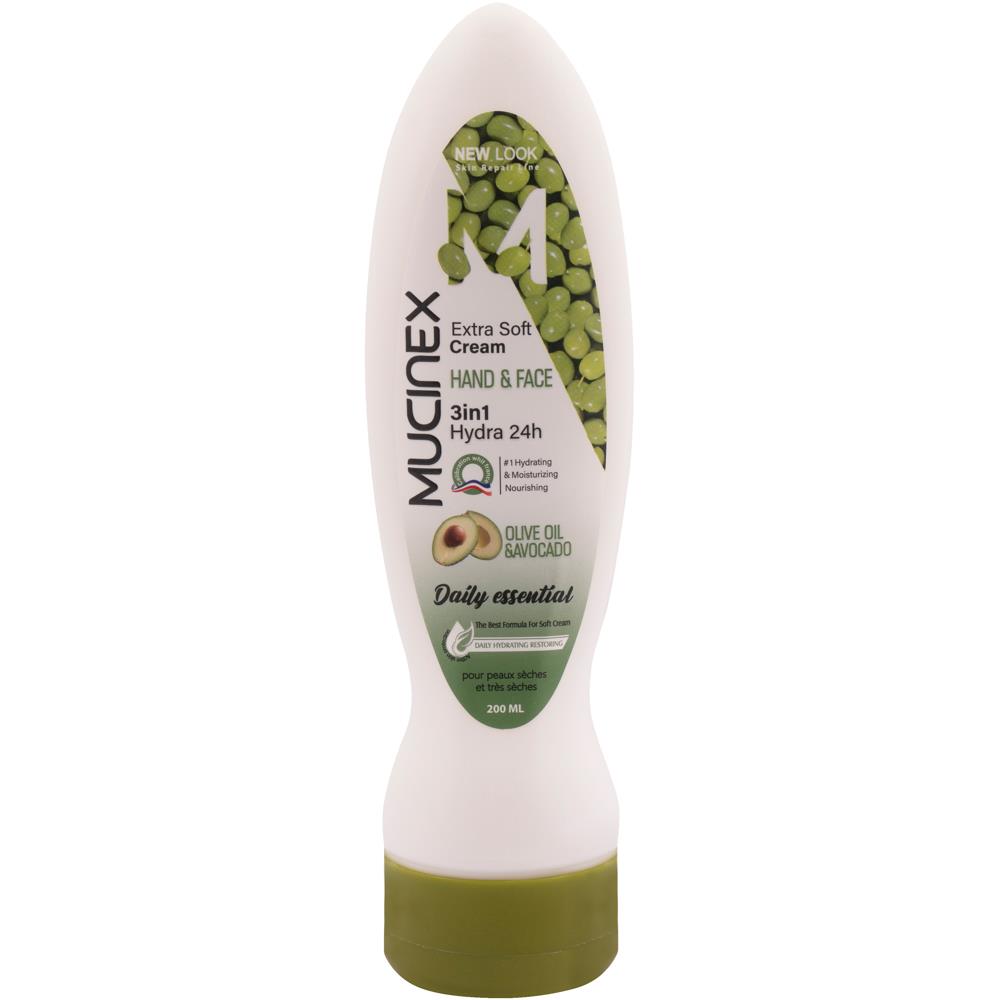 NEW LOOK
Skin Repair Line
M
MUCINEX
Extra Soft
Cream
HAND & FACE
3in1
Hydra 24h
#1 Hydrating
& Moisturizing
Nourishing
OLIVE OIL
&AVOCADO
Daily essential
The Best Formula For Soft Cream
DAILY HYDRATING RESTORING
pour peaux sèches
et très sèches
200 ML